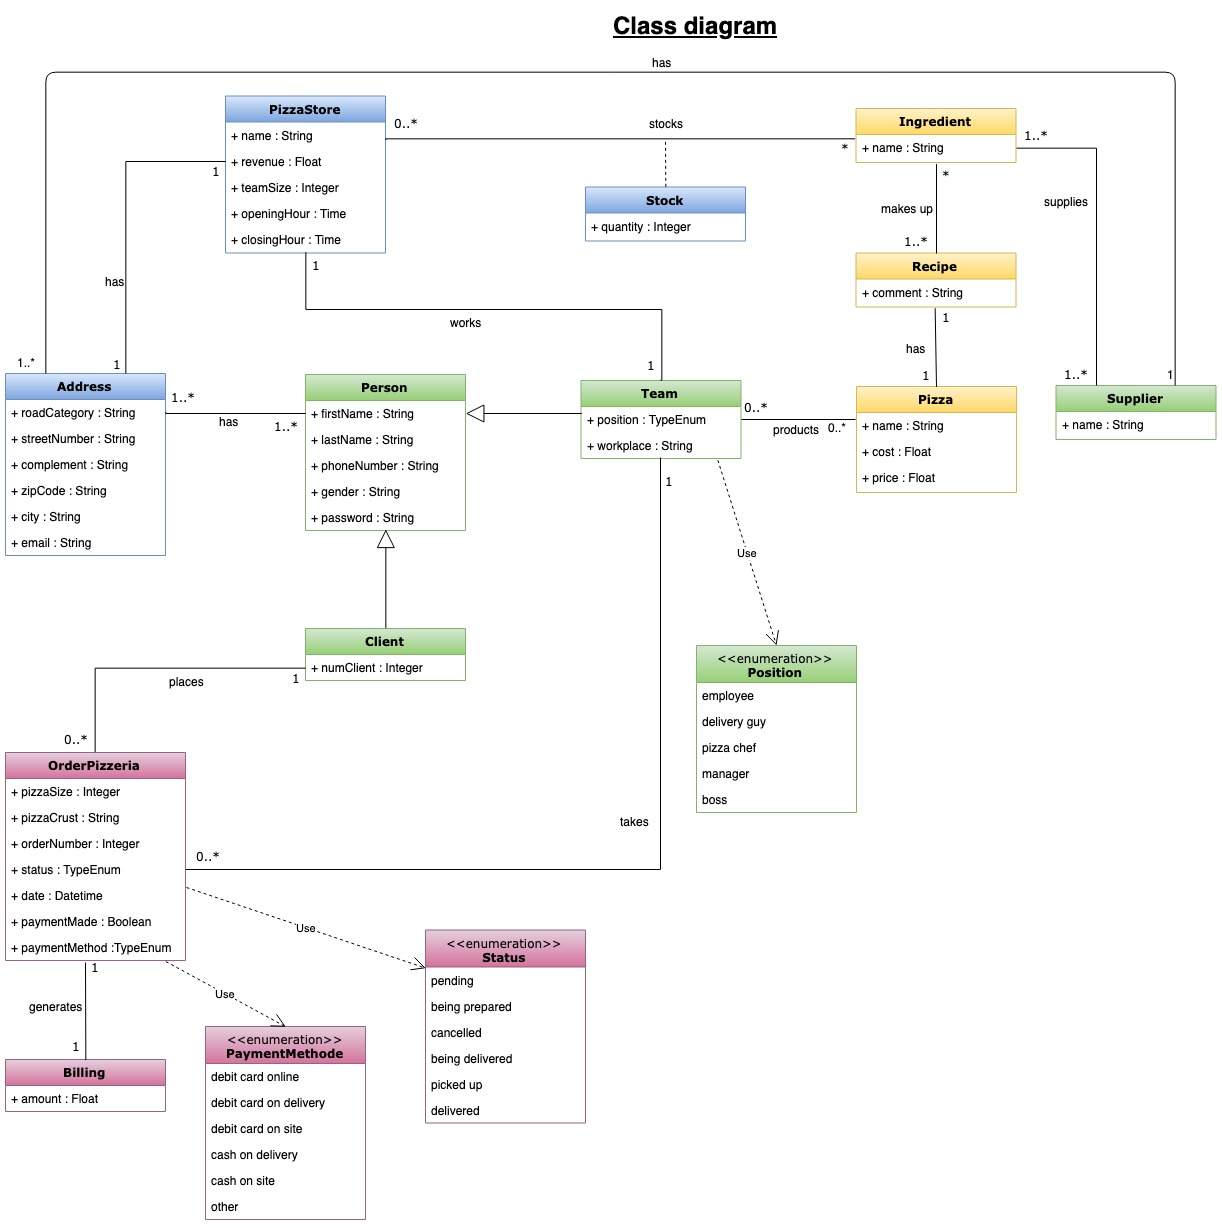 Class diagram
has
PizzaStore
+ name : String
+ revenue : Float
+ teamSize : Integer
+ openingHour : Time
+ closingHour : Time
0..*
stocks
*
1
1
Stock
+ quantity : Integer
Ingredient
+ name : String
1..*
*
makes up
1..*
supplies
Recipe
+ comment : String
1
has
1
has
1..*
1
works
1
1..*
1
Address
+ roadCategory : String
+ streetNumber : String
+ complement : String
+ zipCode : String
+ city : String
+ email : String
1..*
has
1..*
Person
+ firstName : String
+ lastName : String
+ phoneNumber : String
+ gender : String
+ password : String
Team
+ position : TypeEnum
+ workplace : String
0..*
products
0..*
1
Pizza
+ name : String
+ cost : Float
+ price : Float
Supplier
+ name : String
Use
Client
+ numClient : Integer
places
1
0..*
<<enumeration>>
Position
employee
delivery guy
pizza chef
manager
boss
OrderPizzeria
+ pizzaSize : Integer
+ pizzaCrust : String
+ orderNumber : Integer
+ status : TypeEnum
+ date : Datetime
+ paymentMade : Boolean
+ paymentMethod :TypeEnum
takes
0..*
Use
1
Use
generates
1
<<enumeration>>
Status
pending
being prepared
cancelled
being delivered
picked up
delivered
<<enumeration>>
PaymentMethode
debit card online
debit card on delivery
debit card on site
cash on delivery
cash on site
other
Billing
+ amount : Float